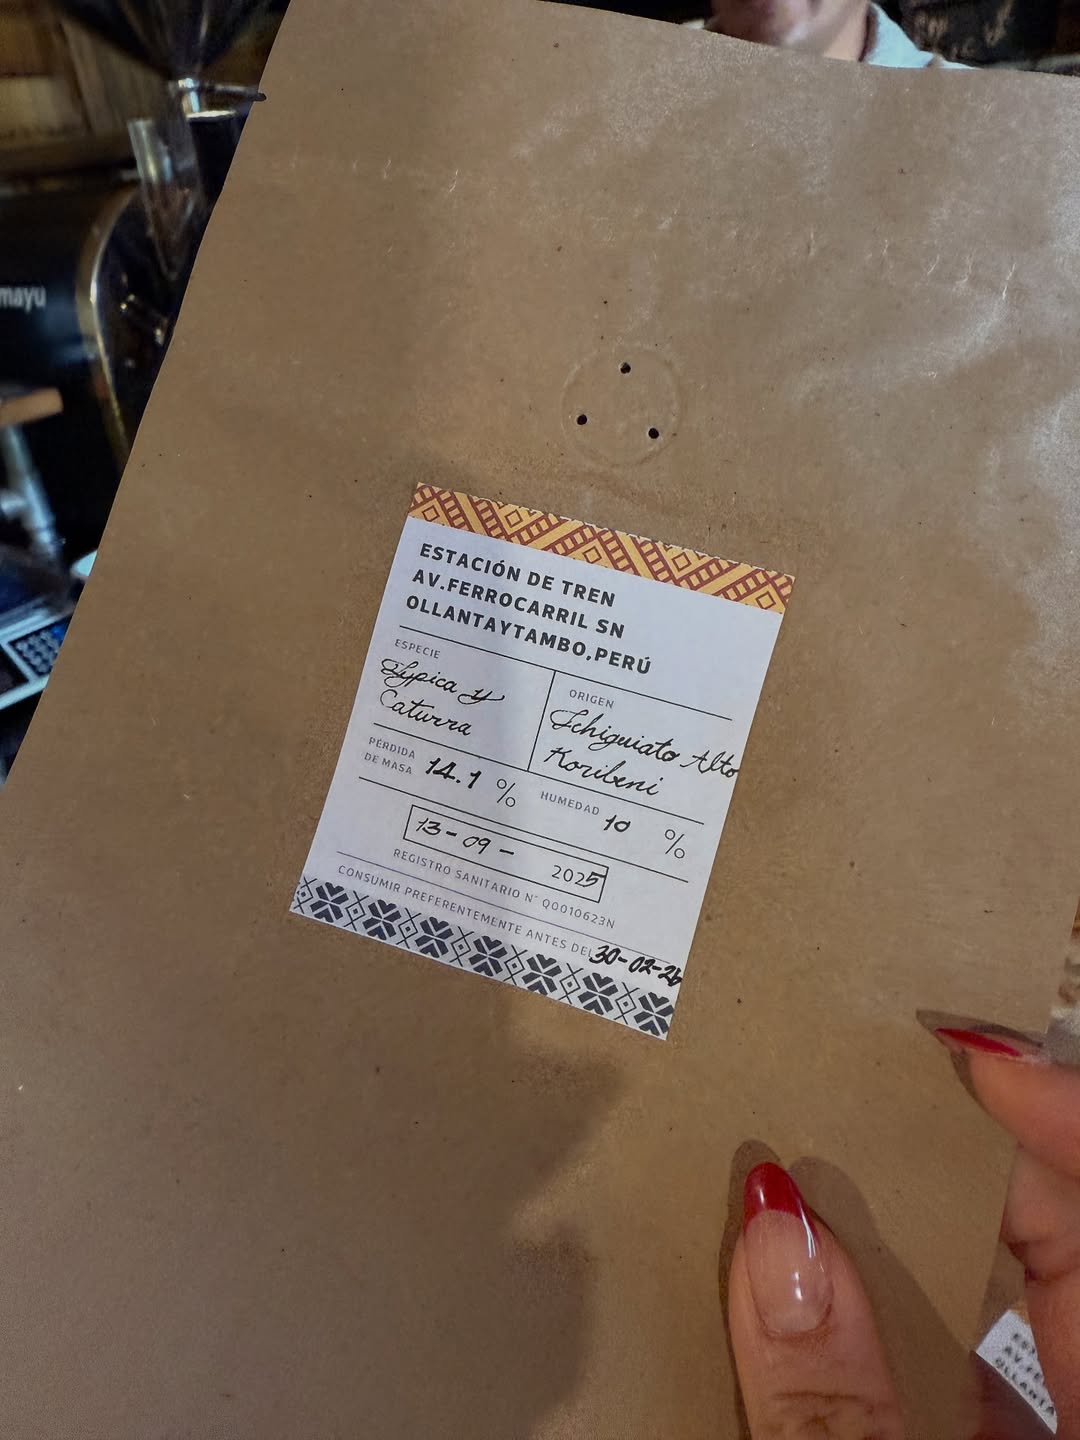 mayu
ESTACIÓN DE TREN
AV.FERROCARRIL SN
OLLANTAYTAMBO,PERÚ
ESPECIE
Typica y
Caturra
ORIGEN
Ichiquiato Alto
Koribeni
PÉRDIDA
DE MASA 14.1 %
HUMEDAD 10 %
13-09- 2025
REGISTRO SANITARIO N° Q0010623N
CONSUMIR PREFERENTEMENTE ANTES DEL 30-02-26